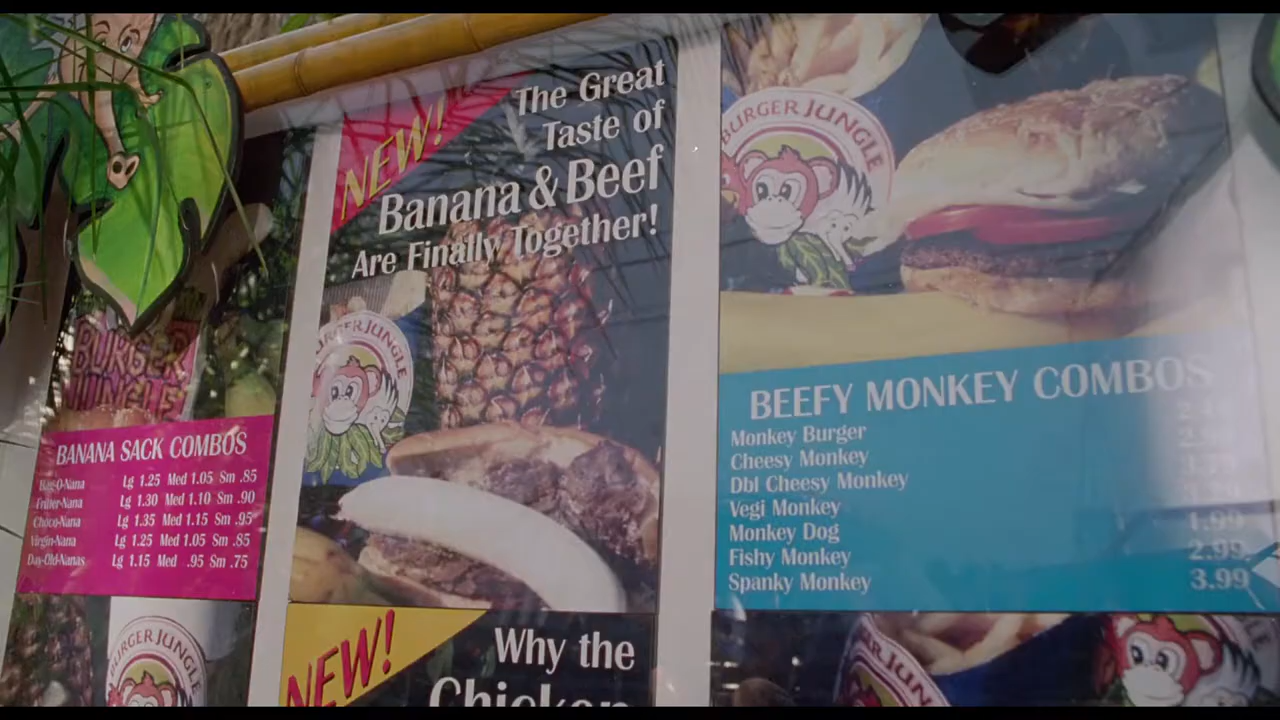 BURGER
JUNGLE
BANANA SACK COMBOS
Bag-O-Nana Lg 1.25 Med 1.05 Sm .85
Fritter-Nana Lg 1.30 Med 1.10 Sm .90
Choco-Nana Lg 1.35 Med 1.15 Sm .95
Virgin-Nana Lg 1.25 Med 1.05 Sm .85
Day-Old-Nanas Lg 1.15 Med .95 Sm .75
BURGER JUNGLE
NEW!
The Great
Taste of
Banana & Beef
Are Finally Together!
BURGER JUNGLE
NEW!
Why the
Chicken
BURGER JUNGLE
BEEFY MONKEY COMBOS
Monkey Burger
Cheesy Monkey
Dbl Cheesy Monkey
Vegi Monkey
Monkey Dog 1.99
Fishy Monkey 2.99
Spanky Monkey 3.99